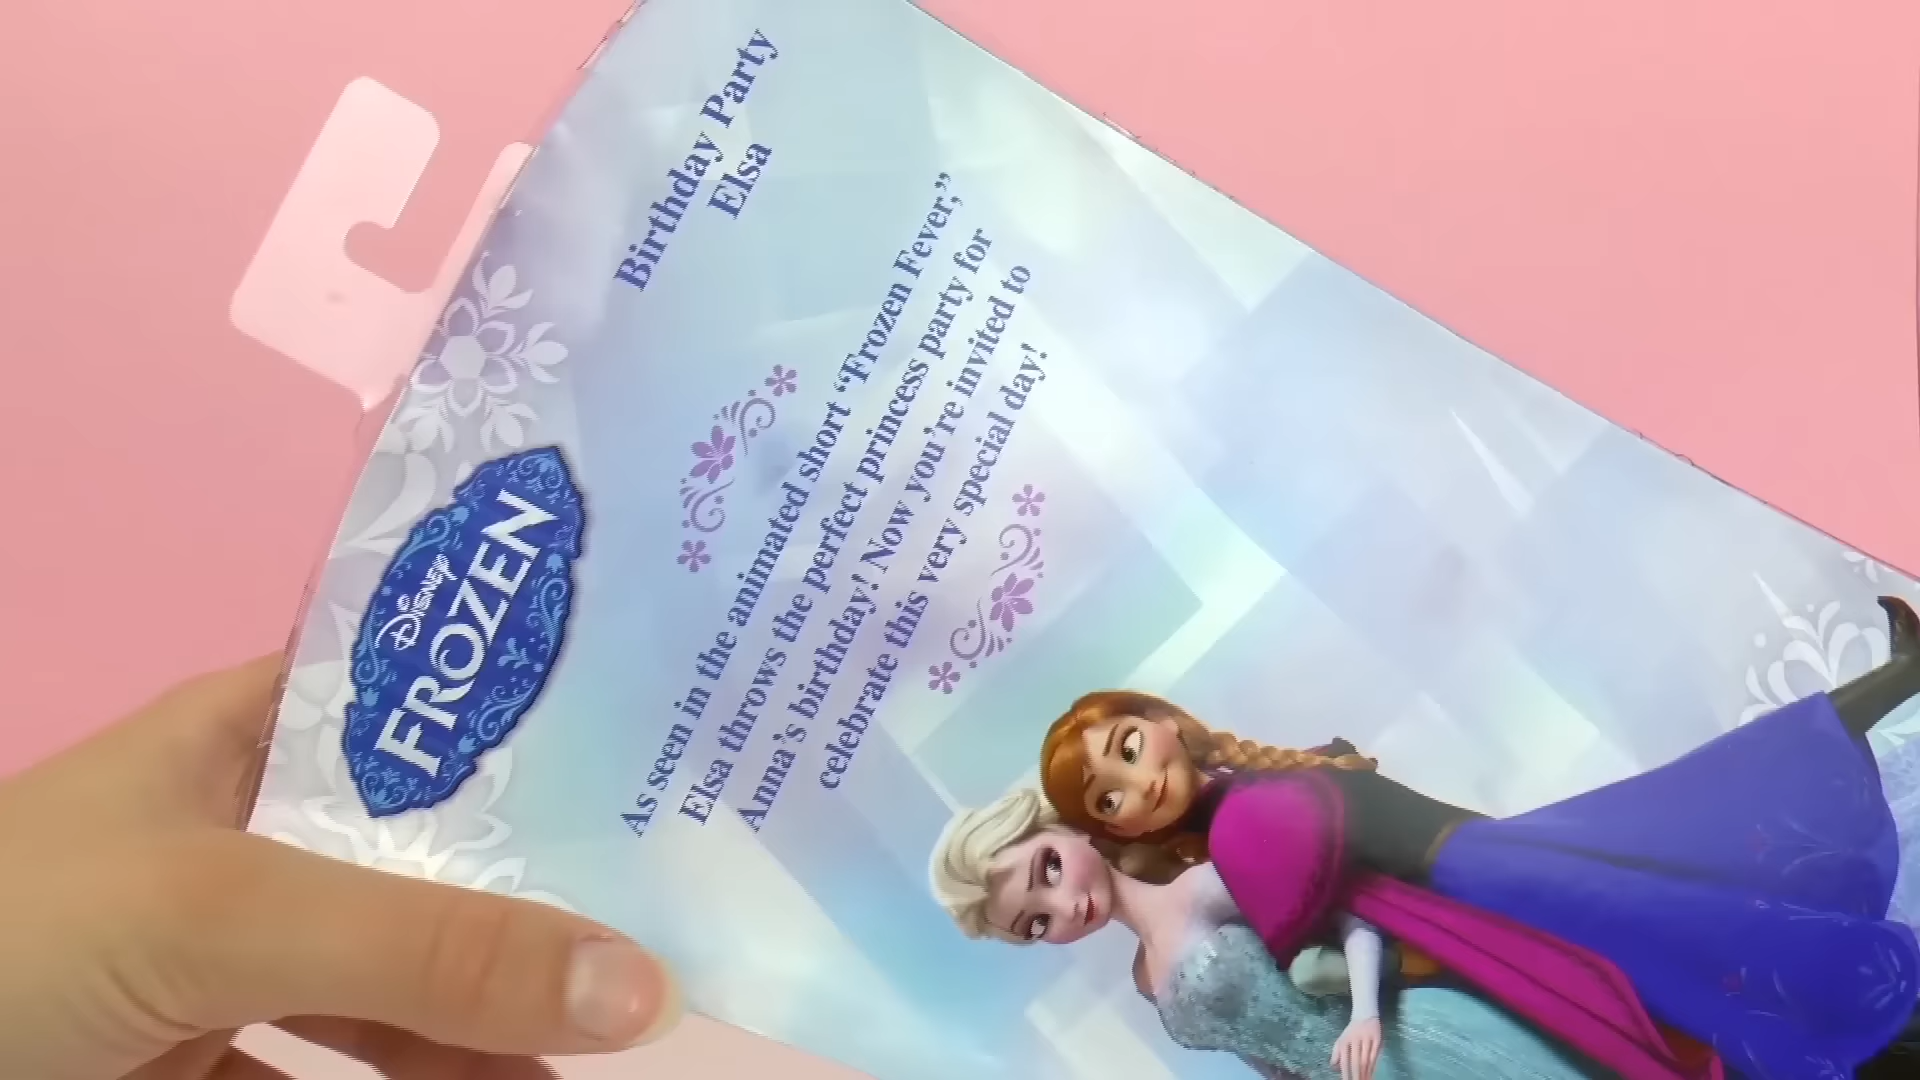 Disney
FROZEN
Birthday Party
Elsa
As seen in the animated short “Frozen Fever,”
Elsa throws the perfect princess party for
Anna’s birthday! Now you’re invited to
celebrate this very special day!